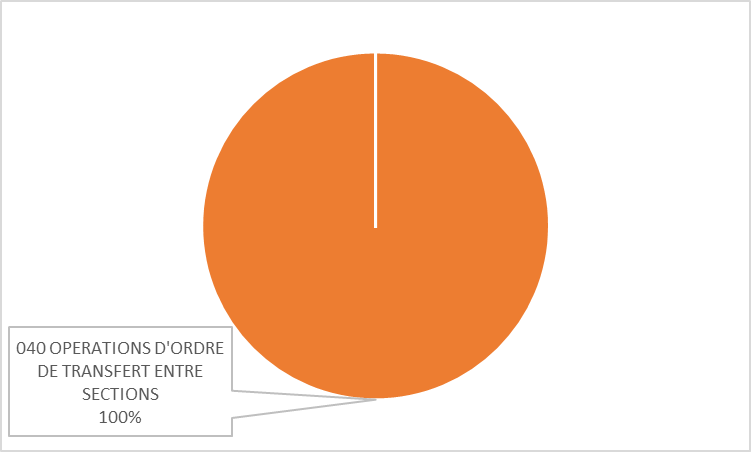 040 OPERATIONS D'ORDRE
DE TRANSFERT ENTRE
SECTIONS
100%